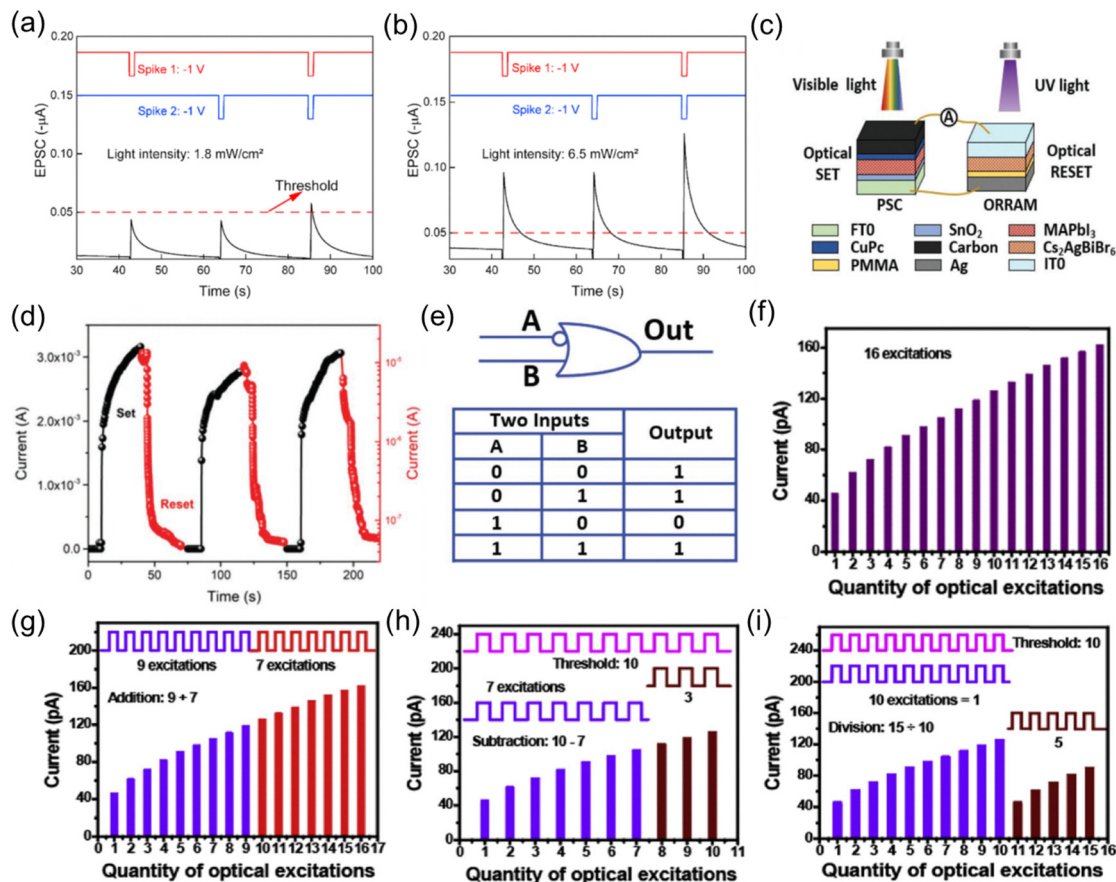 (a)
0.20
0.15
0.10
0.05
EPSC (-μA)
Spike 1: -1 V
Spike 2: -1 V
Light intensity: 1.8 mW/cm²
Threshold
30 40 50 60 70 80 90 100
Time (s)
(b)
0.20
0.15
0.10
0.05
EPSC (-μA)
Spike 1: -1 V
Spike 2: -1 V
Light intensity: 6.5 mW/cm²
30 40 50 60 70 80 90 100
Time (s)
(c)
Visible light
UV light
A
Optical SET
Optical RESET
PSC
ORRAM
FT0
SnO₂
MAPbI₃
CuPc
Carbon
Cs₂AgBiBr₆
PMMA
Ag
IT0
(d)
3.0×10⁻³
2.0×10⁻³
1.0×10⁻³
0.0
Current (A)
Set
Reset
10⁻⁵
10⁻⁶
10⁻⁷
Current (A)
0 50 100 150 200
Time (s)
(e)
A
B
Out
Two Inputs Output
A B
0 0 1
0 1 1
1 0 0
1 1 1
(f)
160
120
80
40
0
Current (pA)
16 excitations
1 2 3 4 5 6 7 8 9 10 11 12 13 14 15 16
Quantity of optical excitations
(g)
200
160
120
80
40
0
Current (pA)
9 excitations
7 excitations
Addition: 9 + 7
0 1 2 3 4 5 6 7 8 9 10 11 12 13 14 15 16 17
Quantity of optical excitations
(h)
240
200
160
120
80
40
0
Current (pA)
Threshold: 10
7 excitations
3
Subtraction: 10 - 7
0 1 2 3 4 5 6 7 8 9 10 11
Quantity of optical excitations
(i)
240
200
160
120
80
40
0
Current (pA)
Threshold: 10
10 excitations = 1
Division: 15 ÷ 10
5
0 1 2 3 4 5 6 7 8 9 10 11 12 13 14 15 16
Quantity of optical excitations